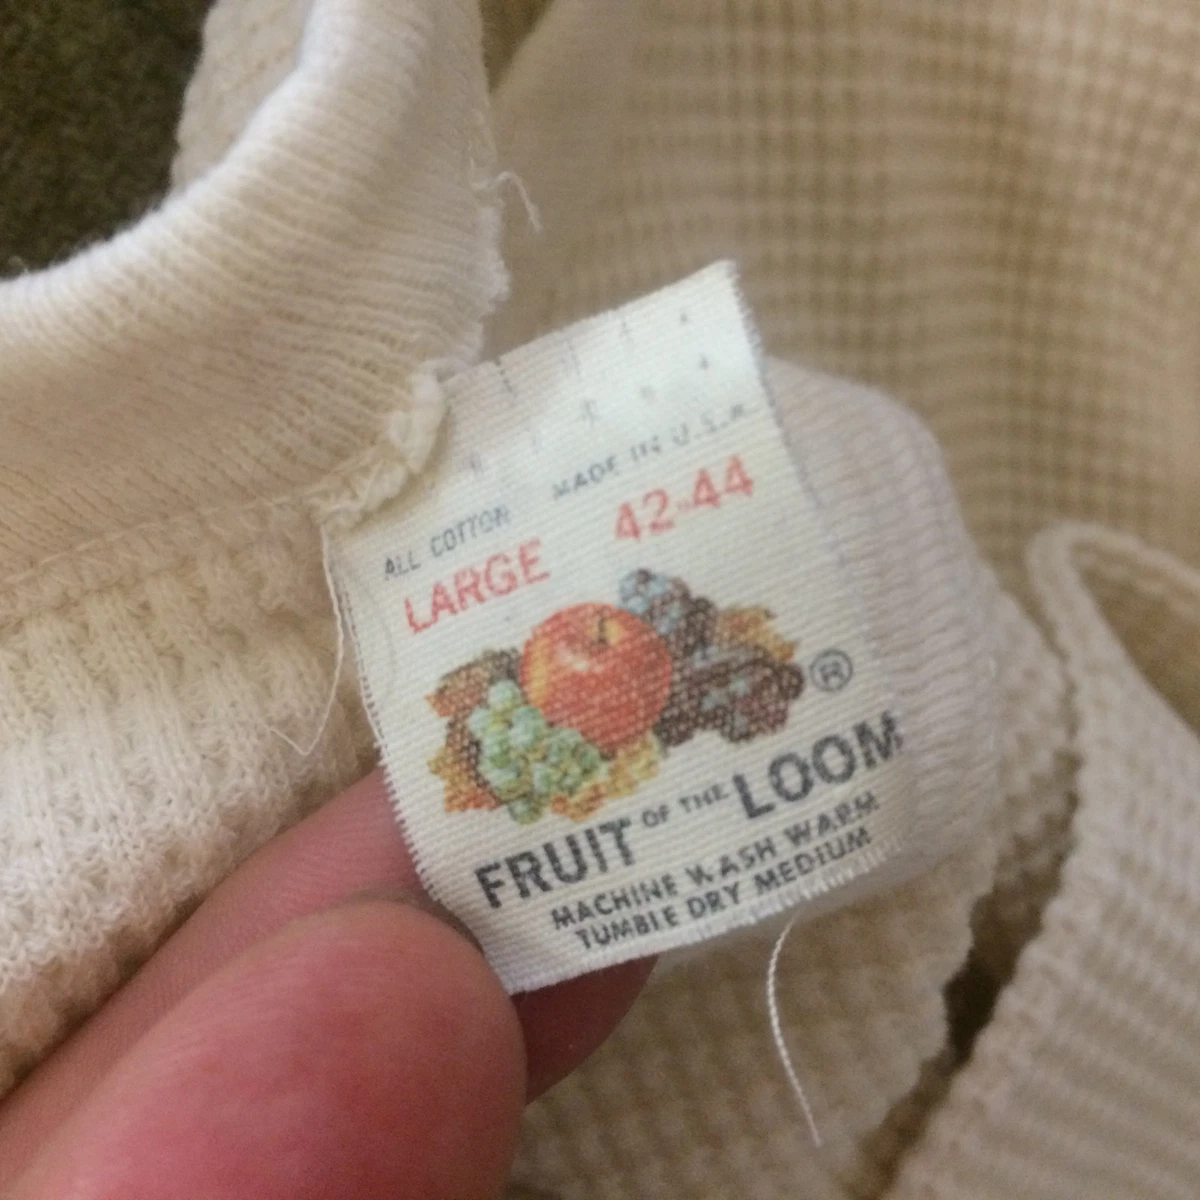 ALL COTTON MADE IN U.S.A.
LARGE 42-44
®
FRUIT OF THE LOOM
MACHINE WASH WARM
TUMBLE DRY MEDIUM